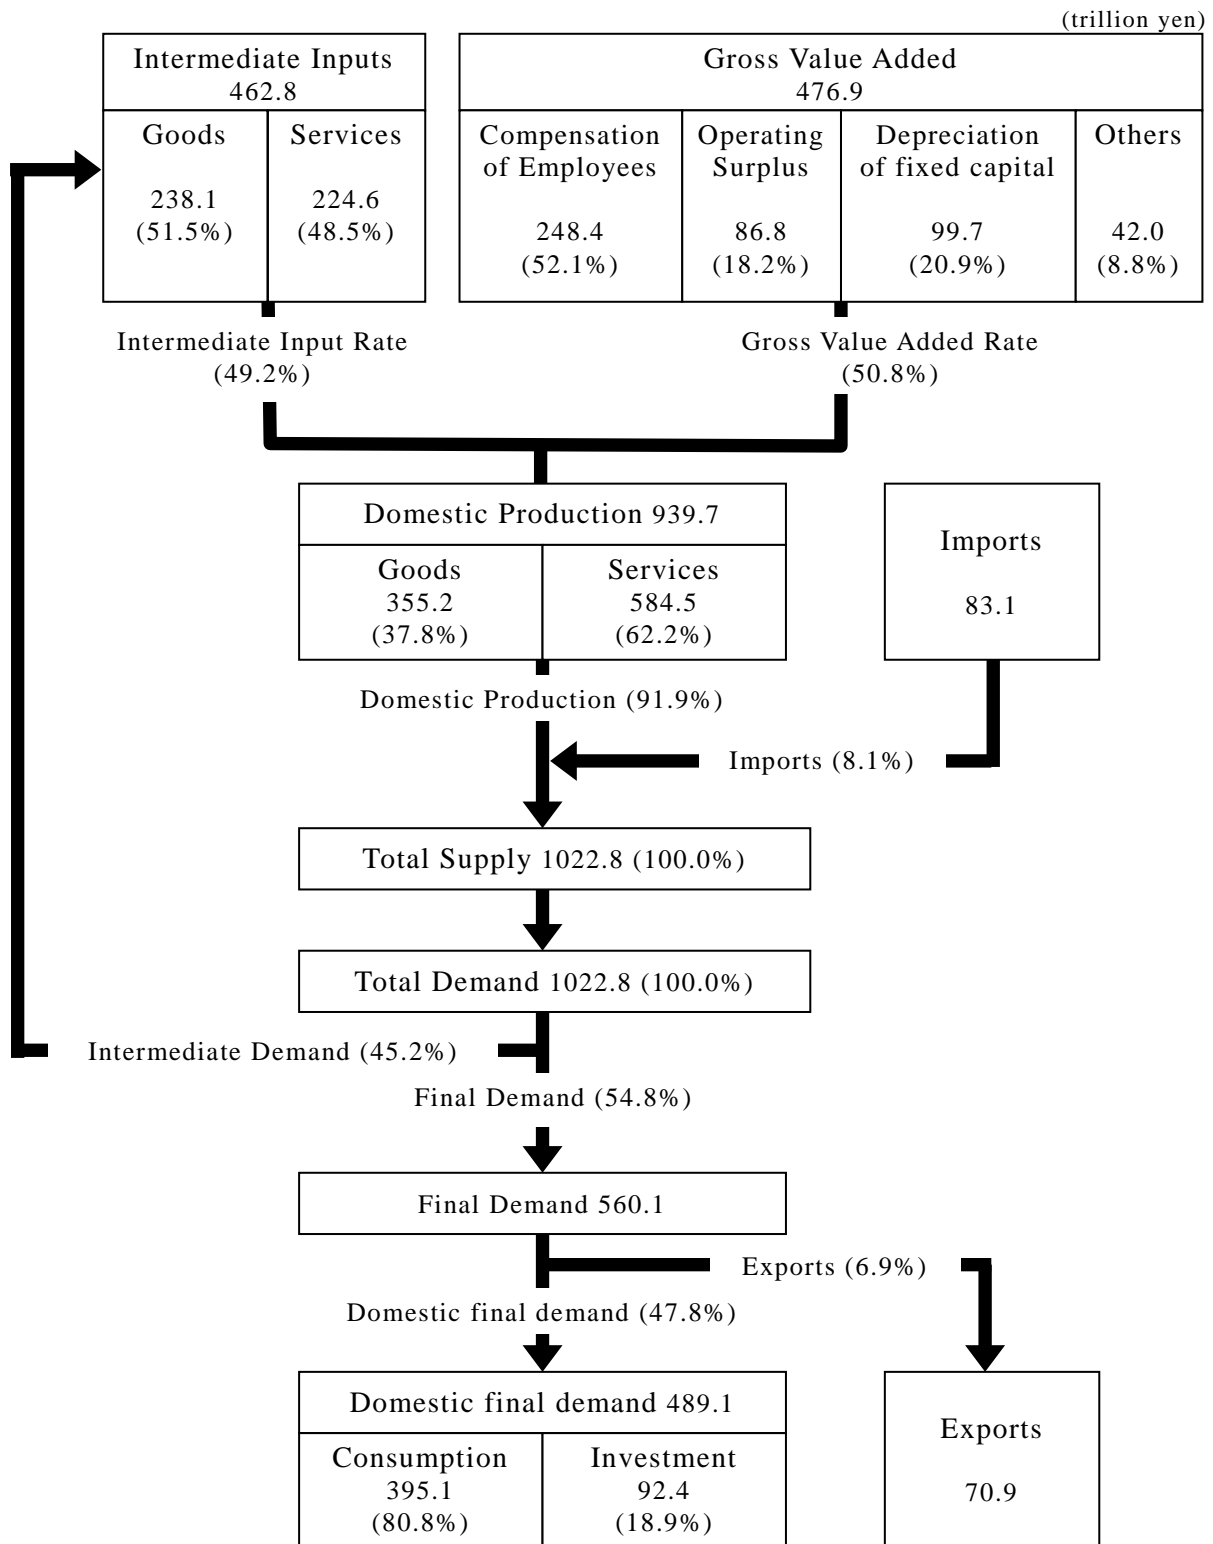 (trillion yen)
Intermediate Inputs
462.8
Goods
238.1
(51.5%)
Services
224.6
(48.5%)
Gross Value Added
476.9
Compensation
of Employees
248.4
(52.1%)
Operating
Surplus
86.8
(18.2%)
Depreciation
of fixed capital
99.7
(20.9%)
Others
42.0
(8.8%)
Intermediate Input Rate
(49.2%)
Gross Value Added Rate
(50.8%)
Domestic Production 939.7
Goods
355.2
(37.8%)
Services
584.5
(62.2%)
Imports
83.1
Domestic Production (91.9%)
Imports (8.1%)
Total Supply 1022.8 (100.0%)
Total Demand 1022.8 (100.0%)
Intermediate Demand (45.2%)
Final Demand (54.8%)
Final Demand 560.1
Exports (6.9%)
Domestic final demand (47.8%)
Domestic final demand 489.1
Consumption
395.1
(80.8%)
Investment
92.4
(18.9%)
Exports
70.9